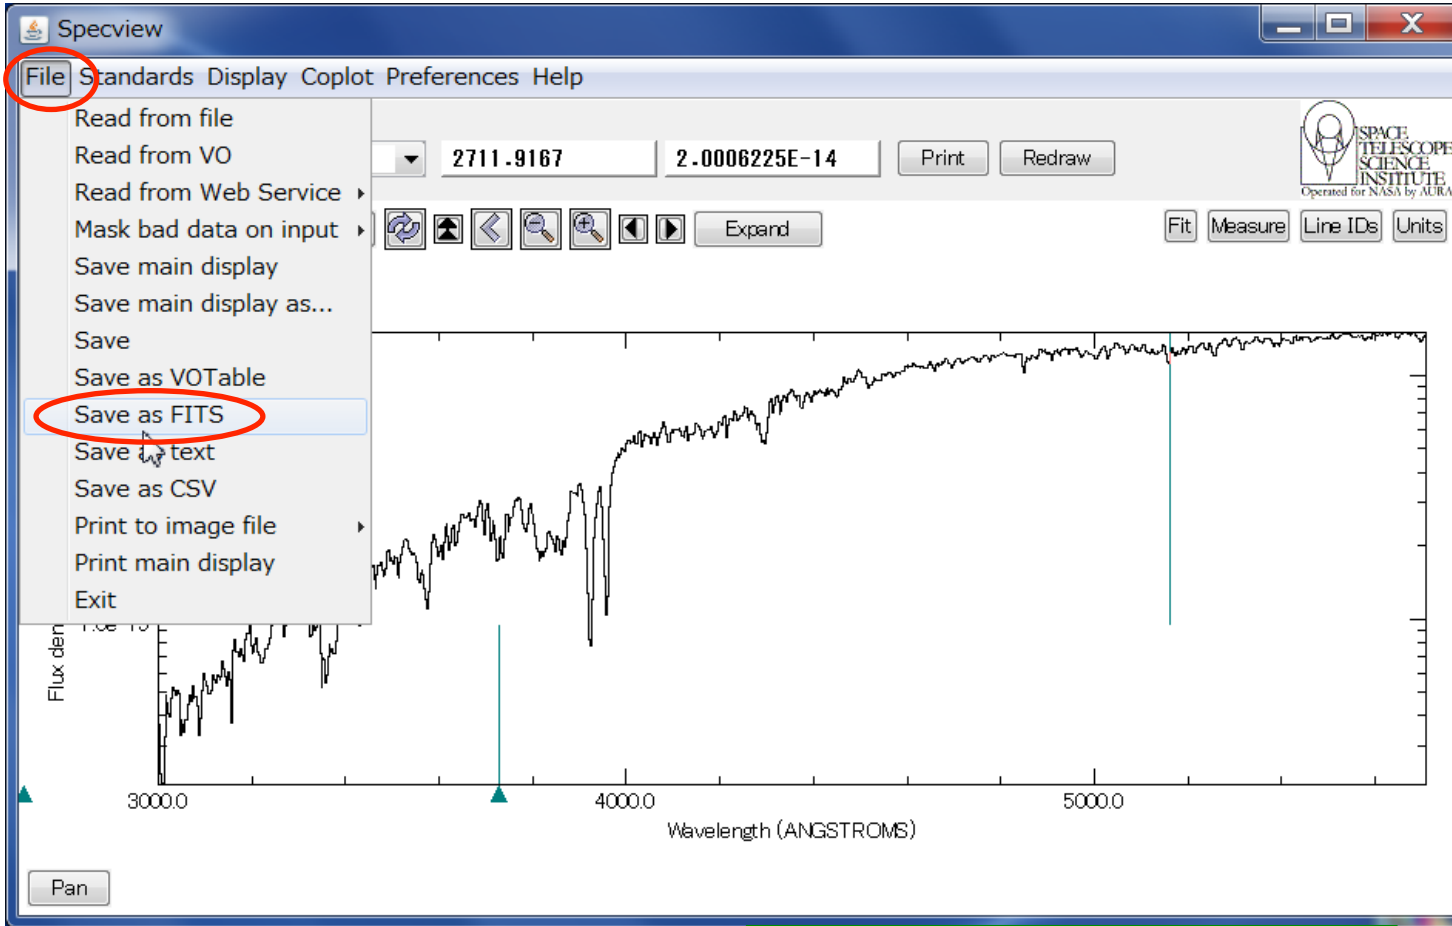 Specview
File Standards Display Coplot Preferences Help
Read from file
Read from VO
Read from Web Service
Mask bad data on input
Save main display
Save main display as...
Save
Save as VOTable
Save as FITS
Save as text
Save as CSV
Print to image file
Print main display
Exit
2711.9167 2.0006225E-14 Print Redraw
SPACE
TELESCOPE
SCIENCE
INSTITUTE
Operated for NASA by AURA
Expand Fit Measure Line IDs Units
Flux den
3000.0 4000.0 5000.0
Wavelength (ANGSTROMS)
Pan